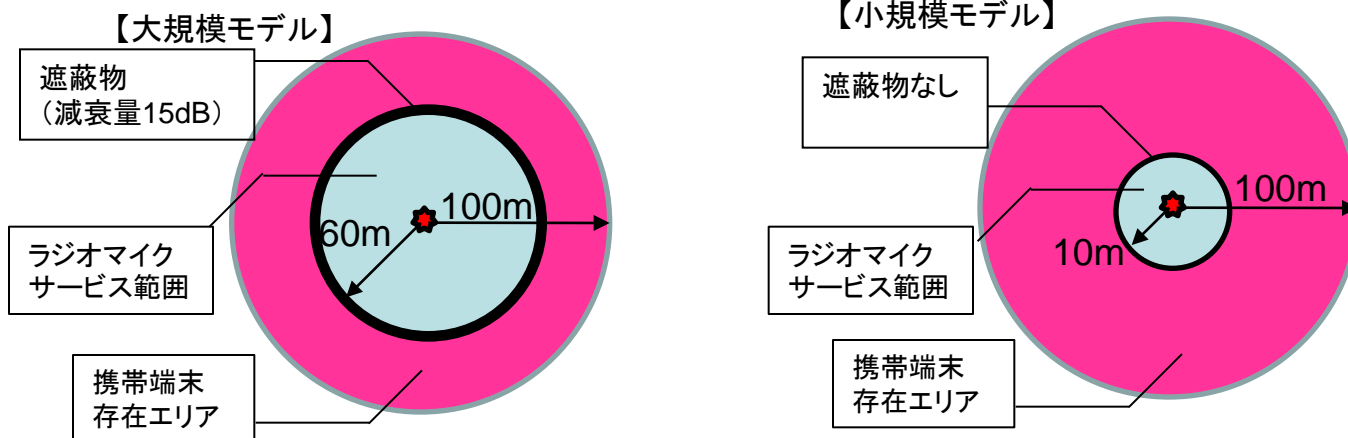 【大規模モデル】
遮蔽物
（減衰量15dB）
100m
60m
ラジオマイク
サービス範囲
携帯端末
存在エリア
【小規模モデル】
遮蔽物なし
100m
10m
ラジオマイク
サービス範囲
携帯端末
存在エリア